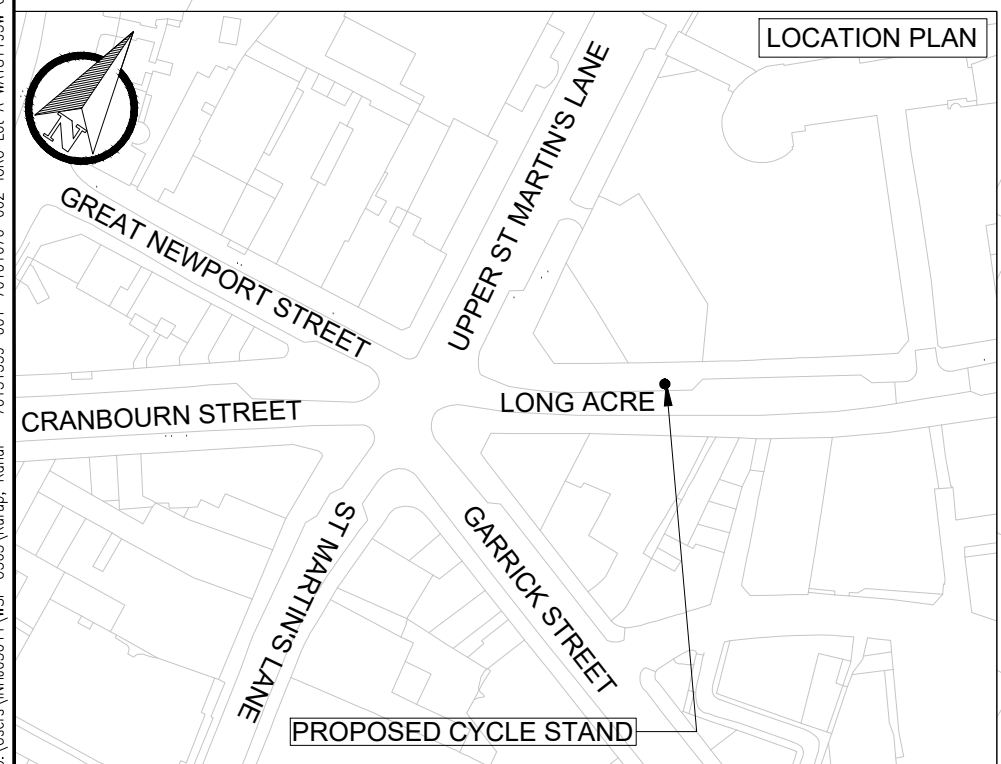 LOCATION PLAN
N
UPPER ST MARTIN'S LANE
GREAT NEWPORT STREET
LONG ACRE
CRANBOURN STREET
ST MARTIN'S LANE
GARRICK STREET
PROPOSED CYCLE STAND